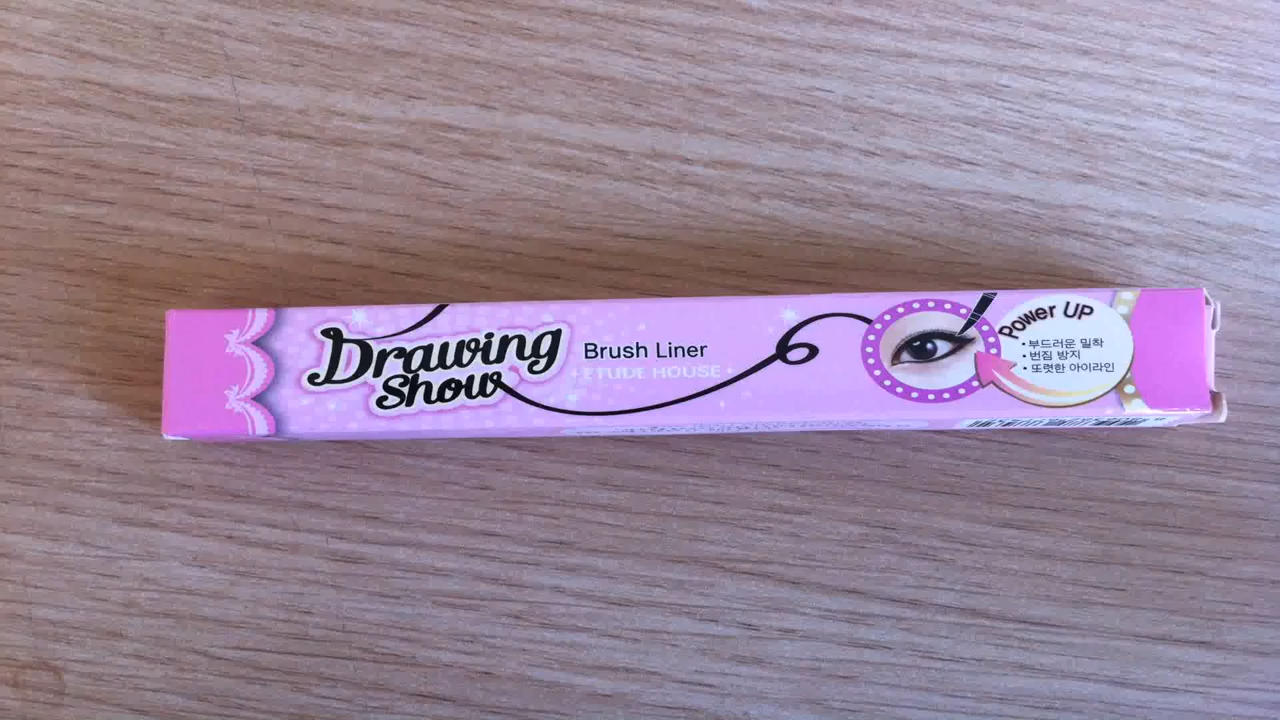 Drawing
Show
Brush Liner
ETUDE HOUSE
Power UP
• 부드러운 밀착
• 번짐 방지
• 또렷한 아이라인